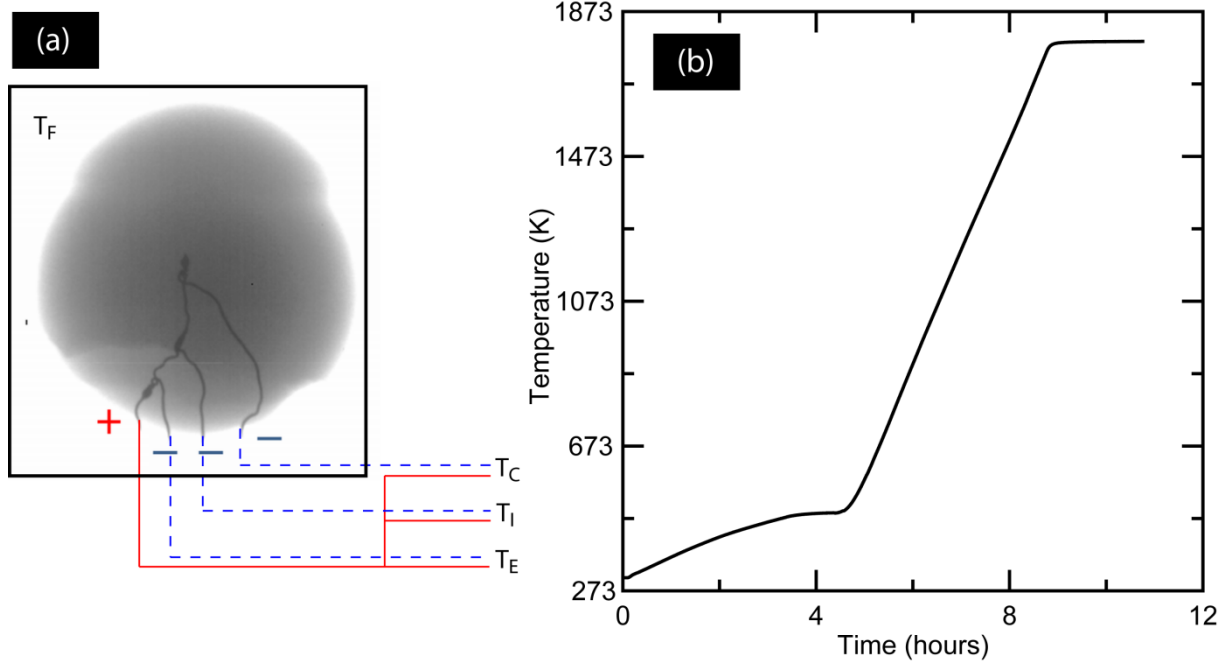 (a)
T_F
+
—
—
—
T_C
T_I
T_E
(b)
Temperature (K)
1873
1473
1073
673
273
0
4
8
12
Time (hours)